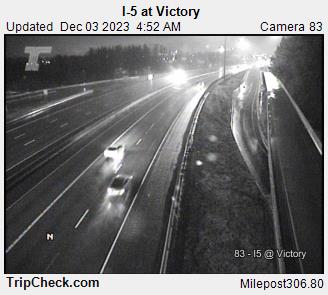 I-5 at Victory
Updated Dec 03 2023 4:52 AM Camera 83
T
N
83 - I5 @ Victory
TripCheck.com Milepost306.80